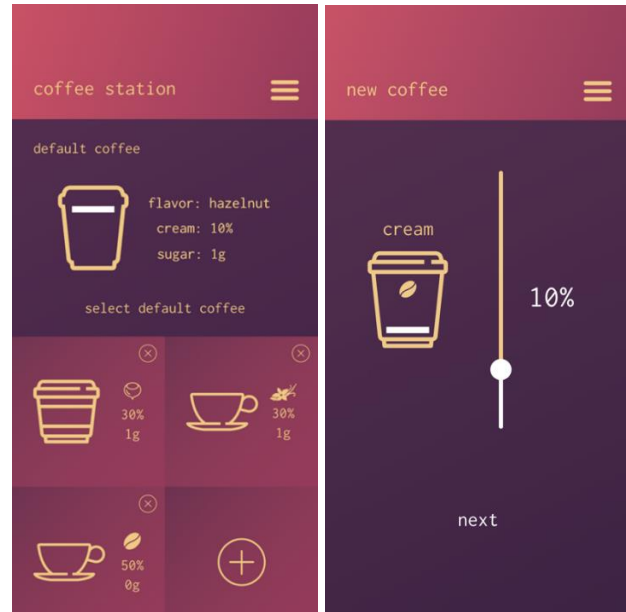 coffee station
default coffee
flavor: hazelnut
cream: 10%
sugar: 1g
select default coffee
30%
1g
30%
1g
50%
0g
new coffee
cream
10%
next